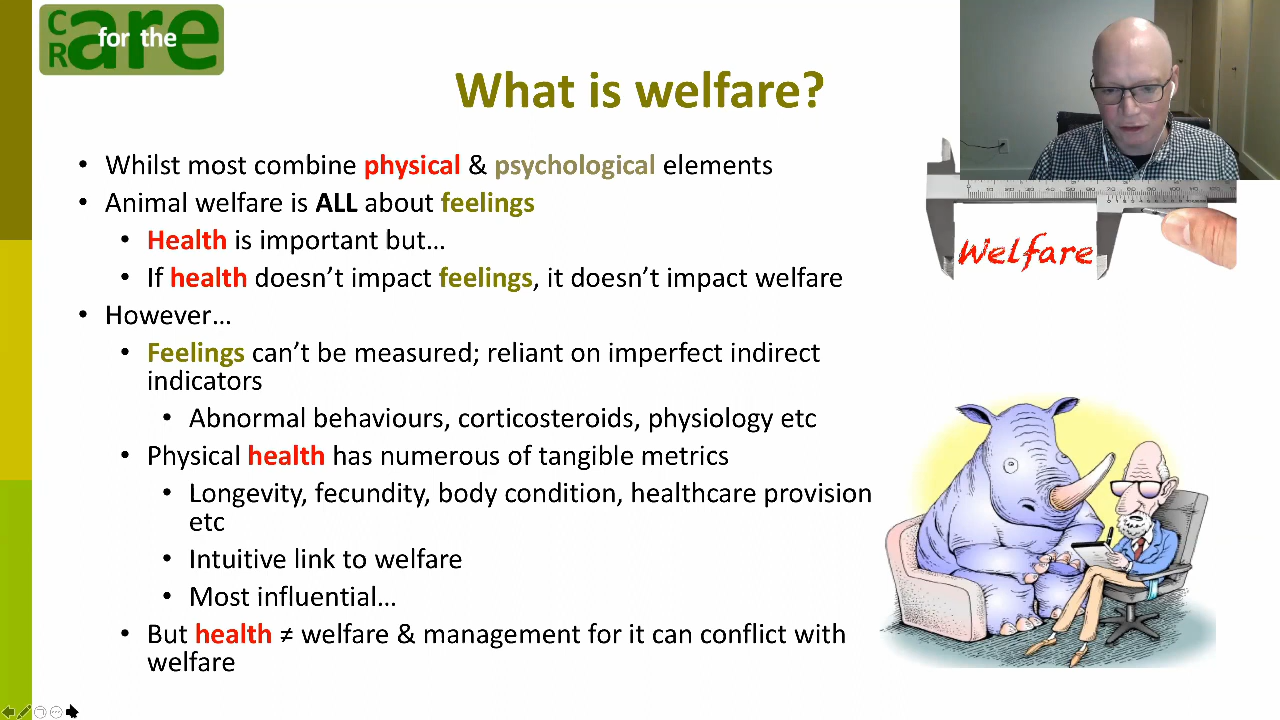 C
R
are
for the
What is welfare?
• Whilst most combine physical & psychological elements
• Animal welfare is ALL about feelings
• Health is important but…
• If health doesn’t impact feelings, it doesn’t impact welfare
• However…
• Feelings can’t be measured; reliant on imperfect indirect
indicators
• Abnormal behaviours, corticosteroids, physiology etc
• Physical health has numerous of tangible metrics
• Longevity, fecundity, body condition, healthcare provision
etc
• Intuitive link to welfare
• Most influential…
• But health ≠ welfare & management for it can conflict with
welfare
Welfare